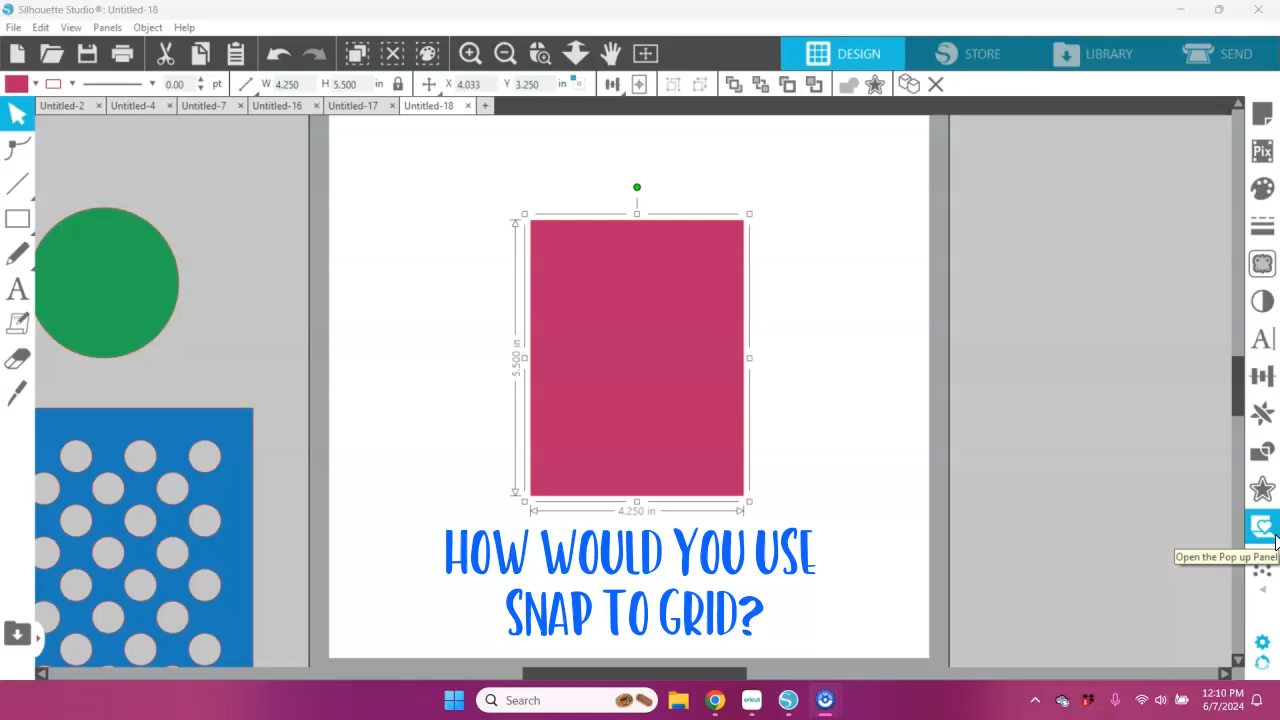 Silhouette Studio®: Untitled-18
File Edit View Panels Object Help
DESIGN STORE LIBRARY SEND
0.00 pt W 4.250 H 5.500 in X 4.033 Y 3.250 in
Untitled-2 Untitled-4 Untitled-7 Untitled-16 Untitled-17 Untitled-18
Pix
A
A
5.500 in
4.250 in
HOW WOULD YOU USE
SNAP TO GRID?
Open the Pop up Panel
Search
cricut
12:10 PM
6/7/2024